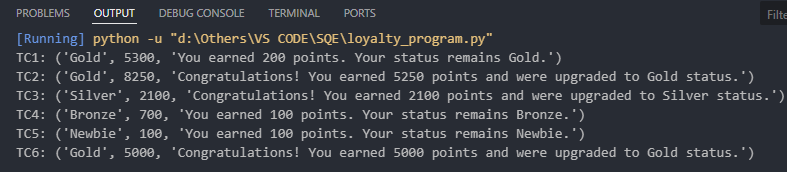 PROBLEMS OUTPUT DEBUG CONSOLE TERMINAL PORTS Filte
[Running] python -u "d:\Others\VS CODE\SQE\loyalty_program.py"
TC1: ('Gold', 5300, 'You earned 200 points. Your status remains Gold.')
TC2: ('Gold', 8250, 'Congratulations! You earned 5250 points and were upgraded to Gold status.')
TC3: ('Silver', 2100, 'Congratulations! You earned 2100 points and were upgraded to Silver status.')
TC4: ('Bronze', 700, 'You earned 100 points. Your status remains Bronze.')
TC5: ('Newbie', 100, 'You earned 100 points. Your status remains Newbie.')
TC6: ('Gold', 5000, 'Congratulations! You earned 5000 points and were upgraded to Gold status.')